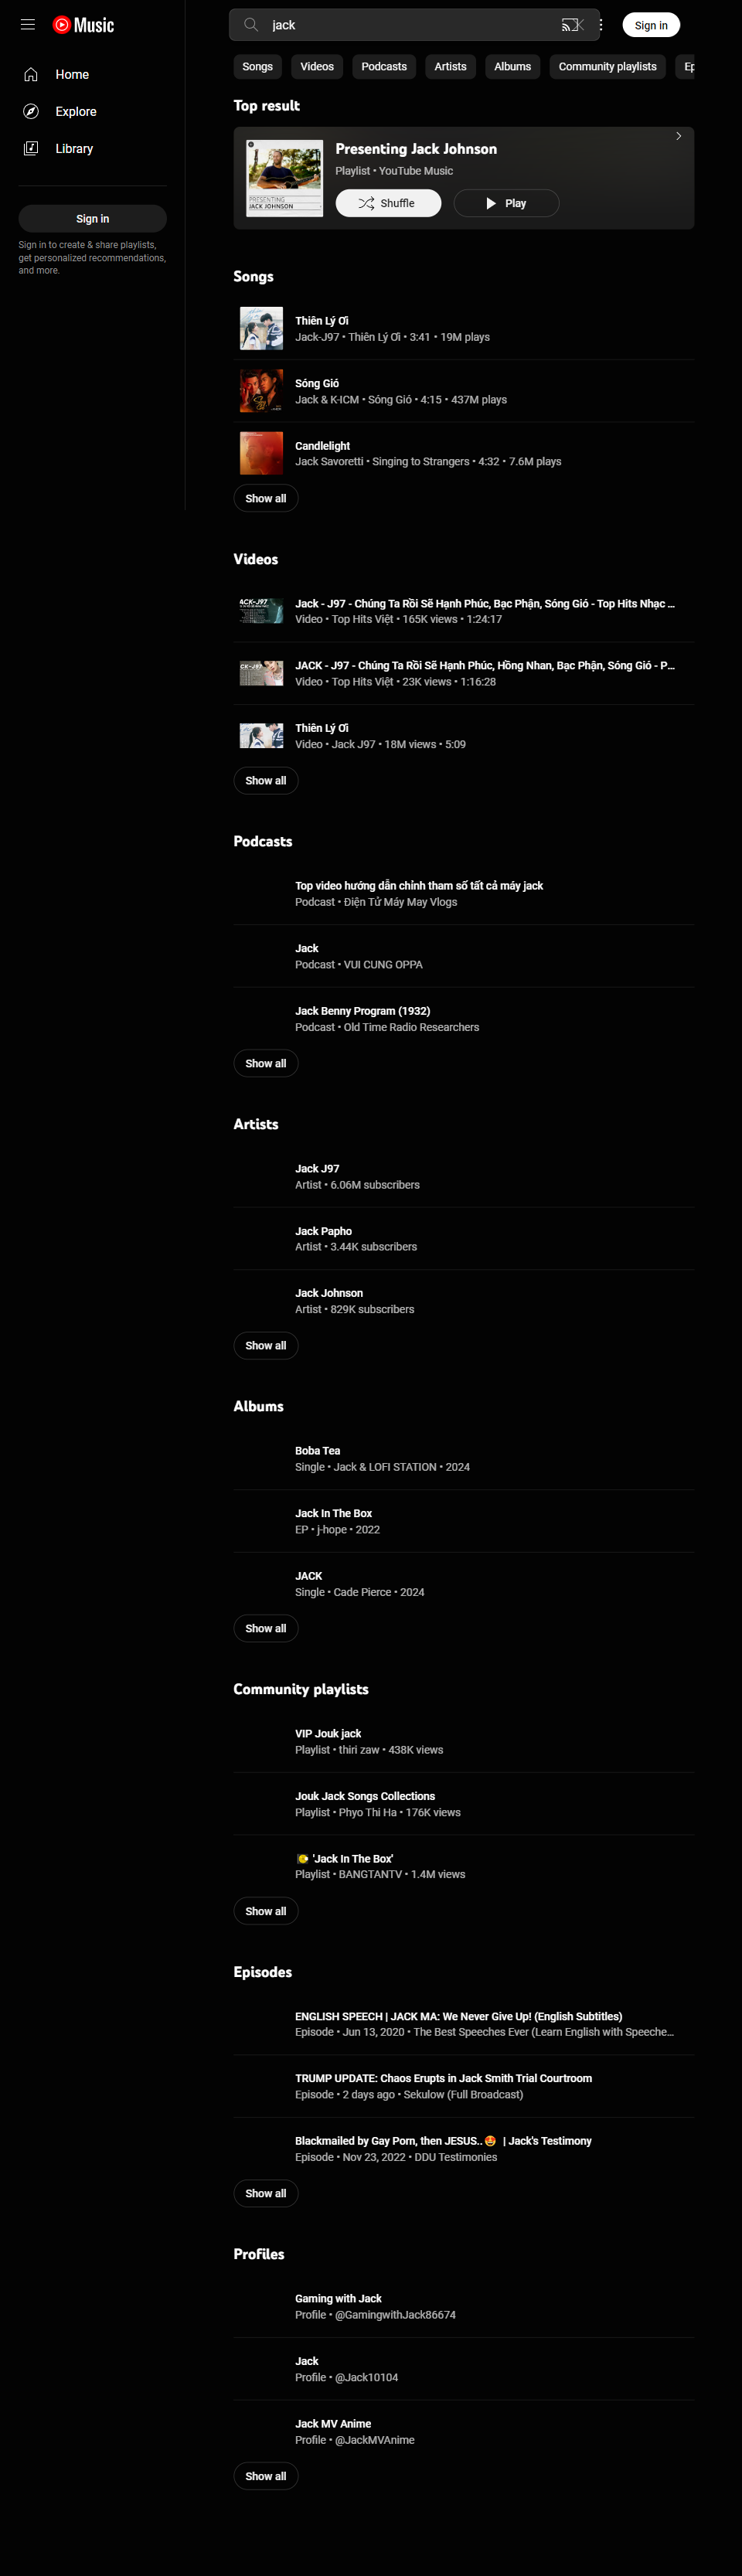 Music
jack
Sign in
Home
Explore
Library
Sign in
Sign in to create & share playlists,
get personalized recommendations,
and more.
Songs
Videos
Podcasts
Artists
Albums
Community playlists
Ep
Top result
PRESENTING
JACK JOHNSON
Presenting Jack Johnson
Playlist • YouTube Music
Shuffle
Play
Songs
Thiên Lý Ơi
Jack-J97 • Thiên Lý Ơi • 3:41 • 19M plays
Sóng Gió
Jack & K-ICM • Sóng Gió • 4:15 • 437M plays
Candlelight
Jack Savoretti • Singing to Strangers • 4:32 • 7.6M plays
Show all
Videos
Jack - J97 - Chúng Ta Rồi Sẽ Hạnh Phúc, Bạc Phận, Sóng Gió - Top Hits Nhạc ...
Video • Top Hits Việt • 165K views • 1:24:17
JACK - J97 - Chúng Ta Rồi Sẽ Hạnh Phúc, Hồng Nhan, Bạc Phận, Sóng Gió - P...
Video • Top Hits Việt • 23K views • 1:16:28
Thiên Lý Ơi
Video • Jack J97 • 18M views • 5:09
Show all
Podcasts
Top video hướng dẫn chỉnh tham số tất cả máy jack
Podcast • Điện Tử Máy May Vlogs
Jack
Podcast • VUI CUNG OPPA
Jack Benny Program (1932)
Podcast • Old Time Radio Researchers
Show all
Artists
Jack J97
Artist • 6.06M subscribers
Jack Papho
Artist • 3.44K subscribers
Jack Johnson
Artist • 829K subscribers
Show all
Albums
Boba Tea
Single • Jack & LOFI STATION • 2024
Jack In The Box
EP • j-hope • 2022
JACK
Single • Cade Pierce • 2024
Show all
Community playlists
VIP Jouk jack
Playlist • thiri zaw • 438K views
Jouk Jack Songs Collections
Playlist • Phyo Thi Ha • 176K views
'Jack In The Box'
Playlist • BANGTANTV • 1.4M views
Show all
Episodes
ENGLISH SPEECH | JACK MA: We Never Give Up! (English Subtitles)
Episode • Jun 13, 2020 • The Best Speeches Ever (Learn English with Speeche...
TRUMP UPDATE: Chaos Erupts in Jack Smith Trial Courtroom
Episode • 2 days ago • Sekulow (Full Broadcast)
Blackmailed by Gay Porn, then JESUS..😍 | Jack's Testimony
Episode • Nov 23, 2022 • DDU Testimonies
Show all
Profiles
Gaming with Jack
Profile • @GamingwithJack86674
Jack
Profile • @Jack10104
Jack MV Anime
Profile • @JackMVAnime
Show all